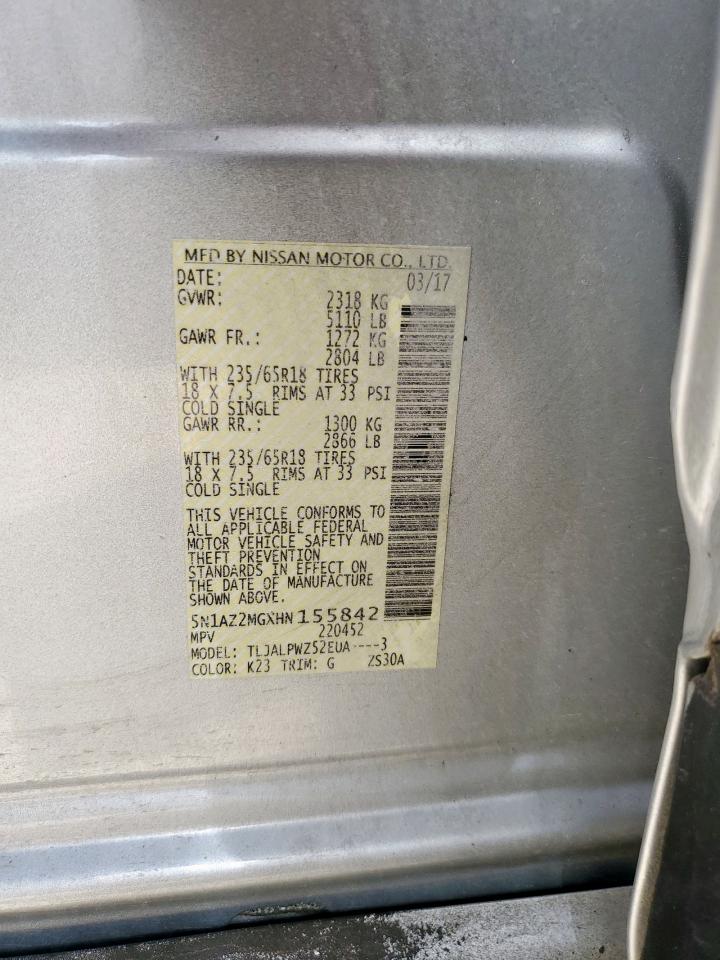 MFD BY NISSAN MOTOR CO., LTD.
DATE: 03/17
GVWR: 2318 KG
5110 LB
GAWR FR.: 1272 KG
2804 LB
WITH 235/65R18 TIRES
18 X 7.5 RIMS AT 33 PSI
COLD SINGLE
GAWR RR.: 1300 KG
2866 LB
WITH 235/65R18 TIRES
18 X 7.5 RIMS AT 33 PSI
COLD SINGLE
THIS VEHICLE CONFORMS TO
ALL APPLICABLE FEDERAL
MOTOR VEHICLE SAFETY AND
THEFT PREVENTION
STANDARDS IN EFFECT ON
THE DATE OF MANUFACTURE
SHOWN ABOVE.
5N1AZ2MGXHN155842
MPV 220452
MODEL: TLJALPWZ52EUA----3
COLOR: K23 TRIM: G ZS30A